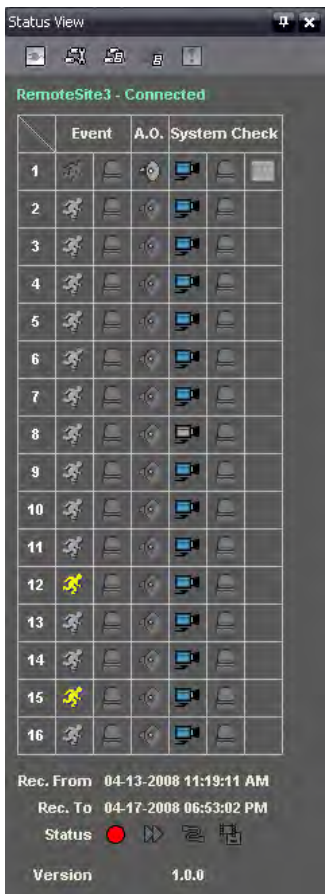 Status View
RemoteSite3 - Connected
Event A.O. System Check
1
2
3
4
5
6
7
8
9
10
11
12
13
14
15
16
Rec. From 04-13-2008 11:19:11 AM
Rec. To 04-17-2008 06:53:02 PM
Status
Version 1.0.0